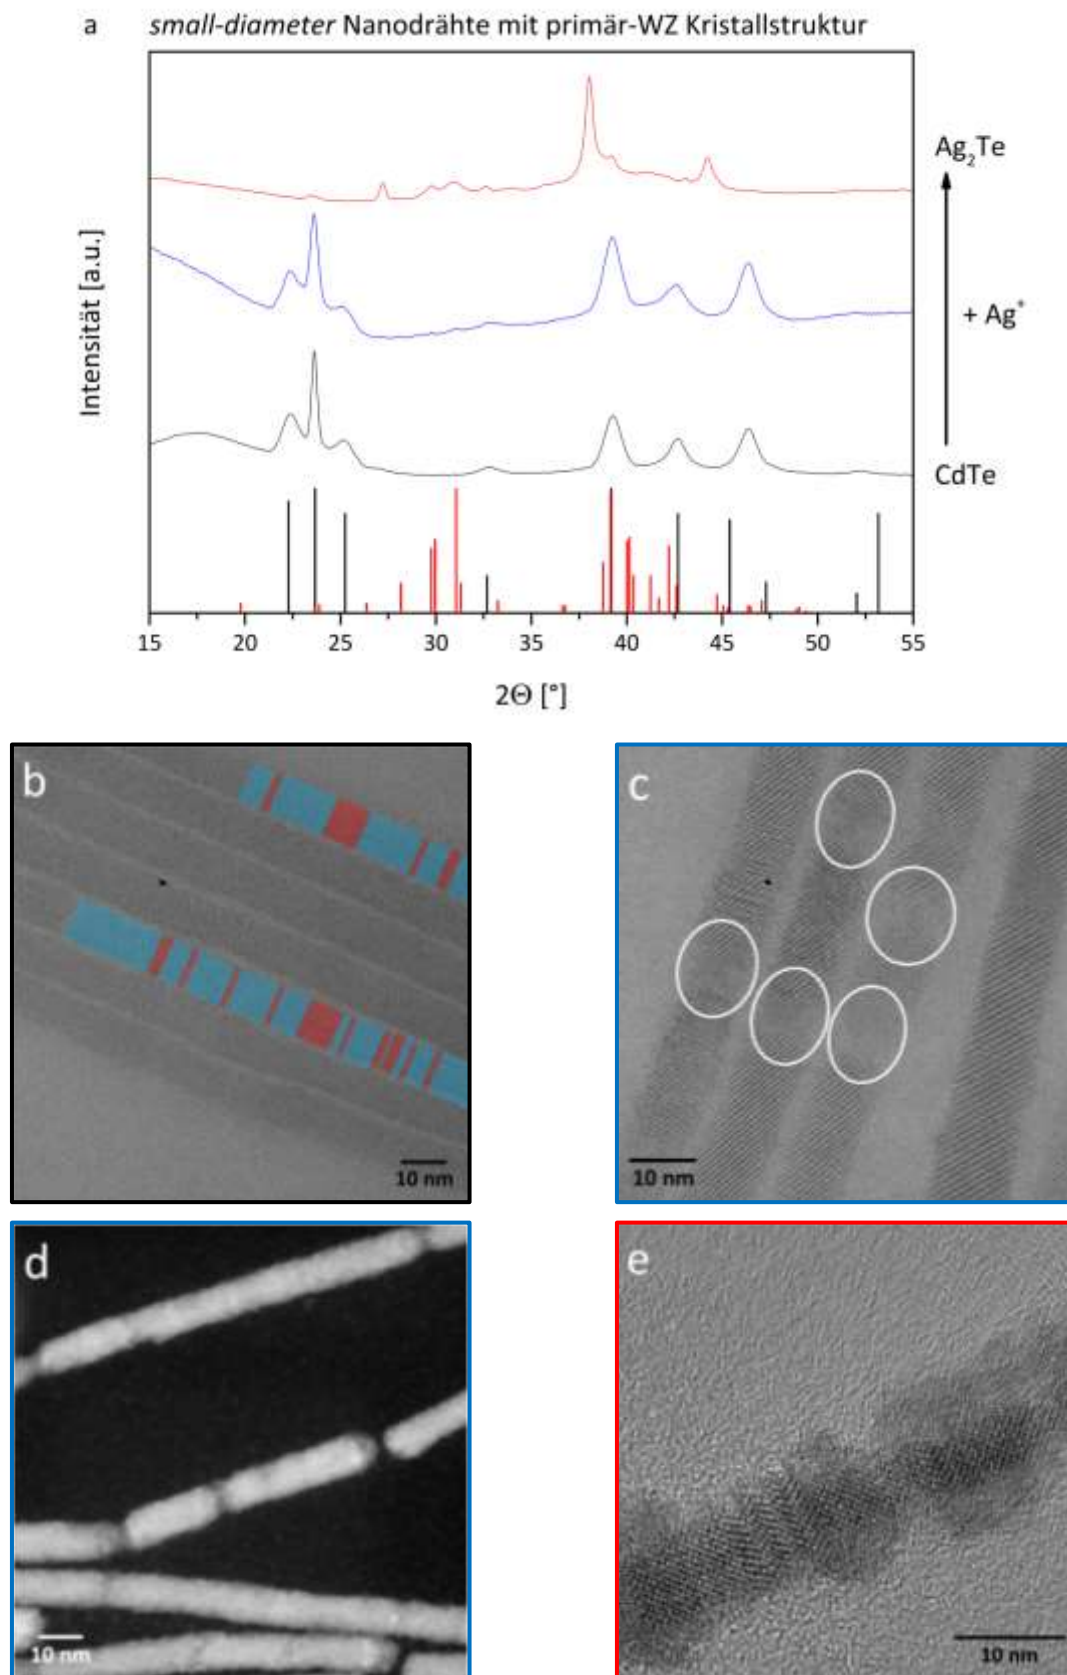 a small-diameter Nanodrähte mit primär-WZ Kristallstruktur
Intensität [a.u.]
Ag₂Te
+ Ag⁺
CdTe
15 20 25 30 35 40 45 50 55
2Θ [°]
b
10 nm
c
10 nm
d
10 nm
e
10 nm